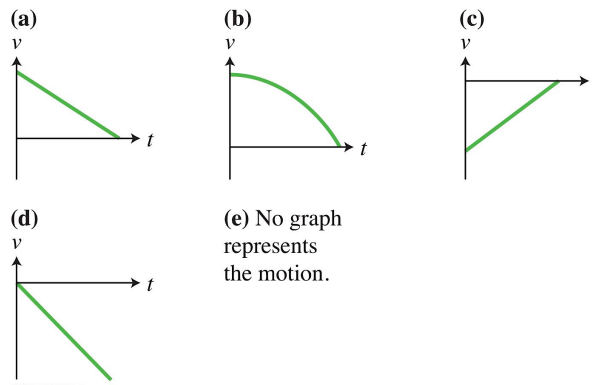 (a)
v
t
(b)
v
t
(c)
v
(d)
v
t
(e) No graph
represents
the motion.